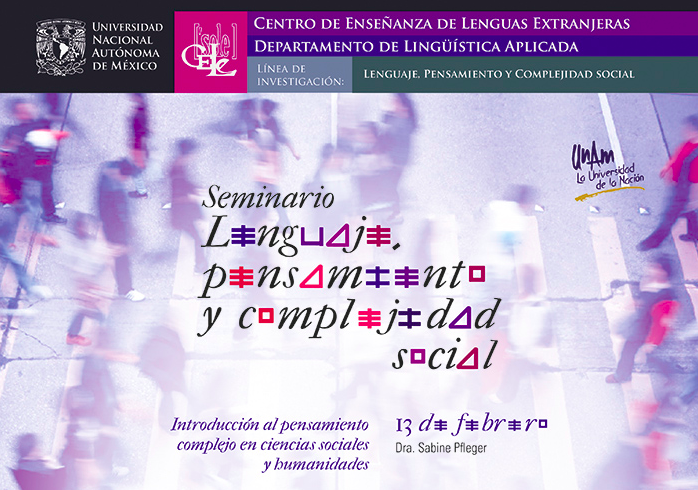 UNIVERSIDAD
NACIONAL
AUTÓNOMA
DE MÉXICO
[sole]
CELE
CENTRO DE ENSEÑANZA DE LENGUAS EXTRANJERAS
DEPARTAMENTO DE LINGÜÍSTICA APLICADA
LÍNEA DE
INVESTIGACIÓN:
LENGUAJE, PENSAMIENTO Y COMPLEJIDAD SOCIAL
UnAm
La Universidad
de la Nación
Seminario
Lenguaje,
pensamiento
y complejidad
social
Introducción al pensamiento
complejo en ciencias sociales
y humanidades
13 de febrero
Dra. Sabine Pfleger